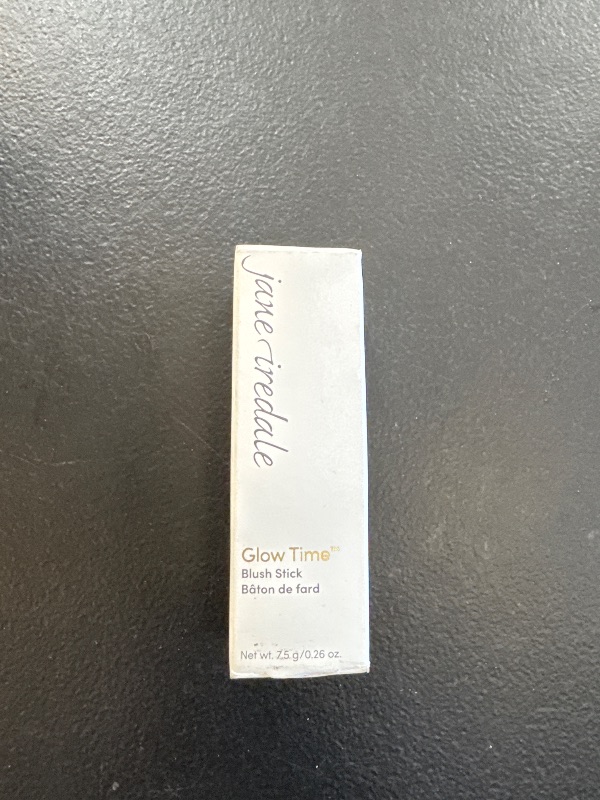 jane iredale
Glow Time
Blush Stick
Bâton de fard
Net wt. 7.5 g/0.26 oz.